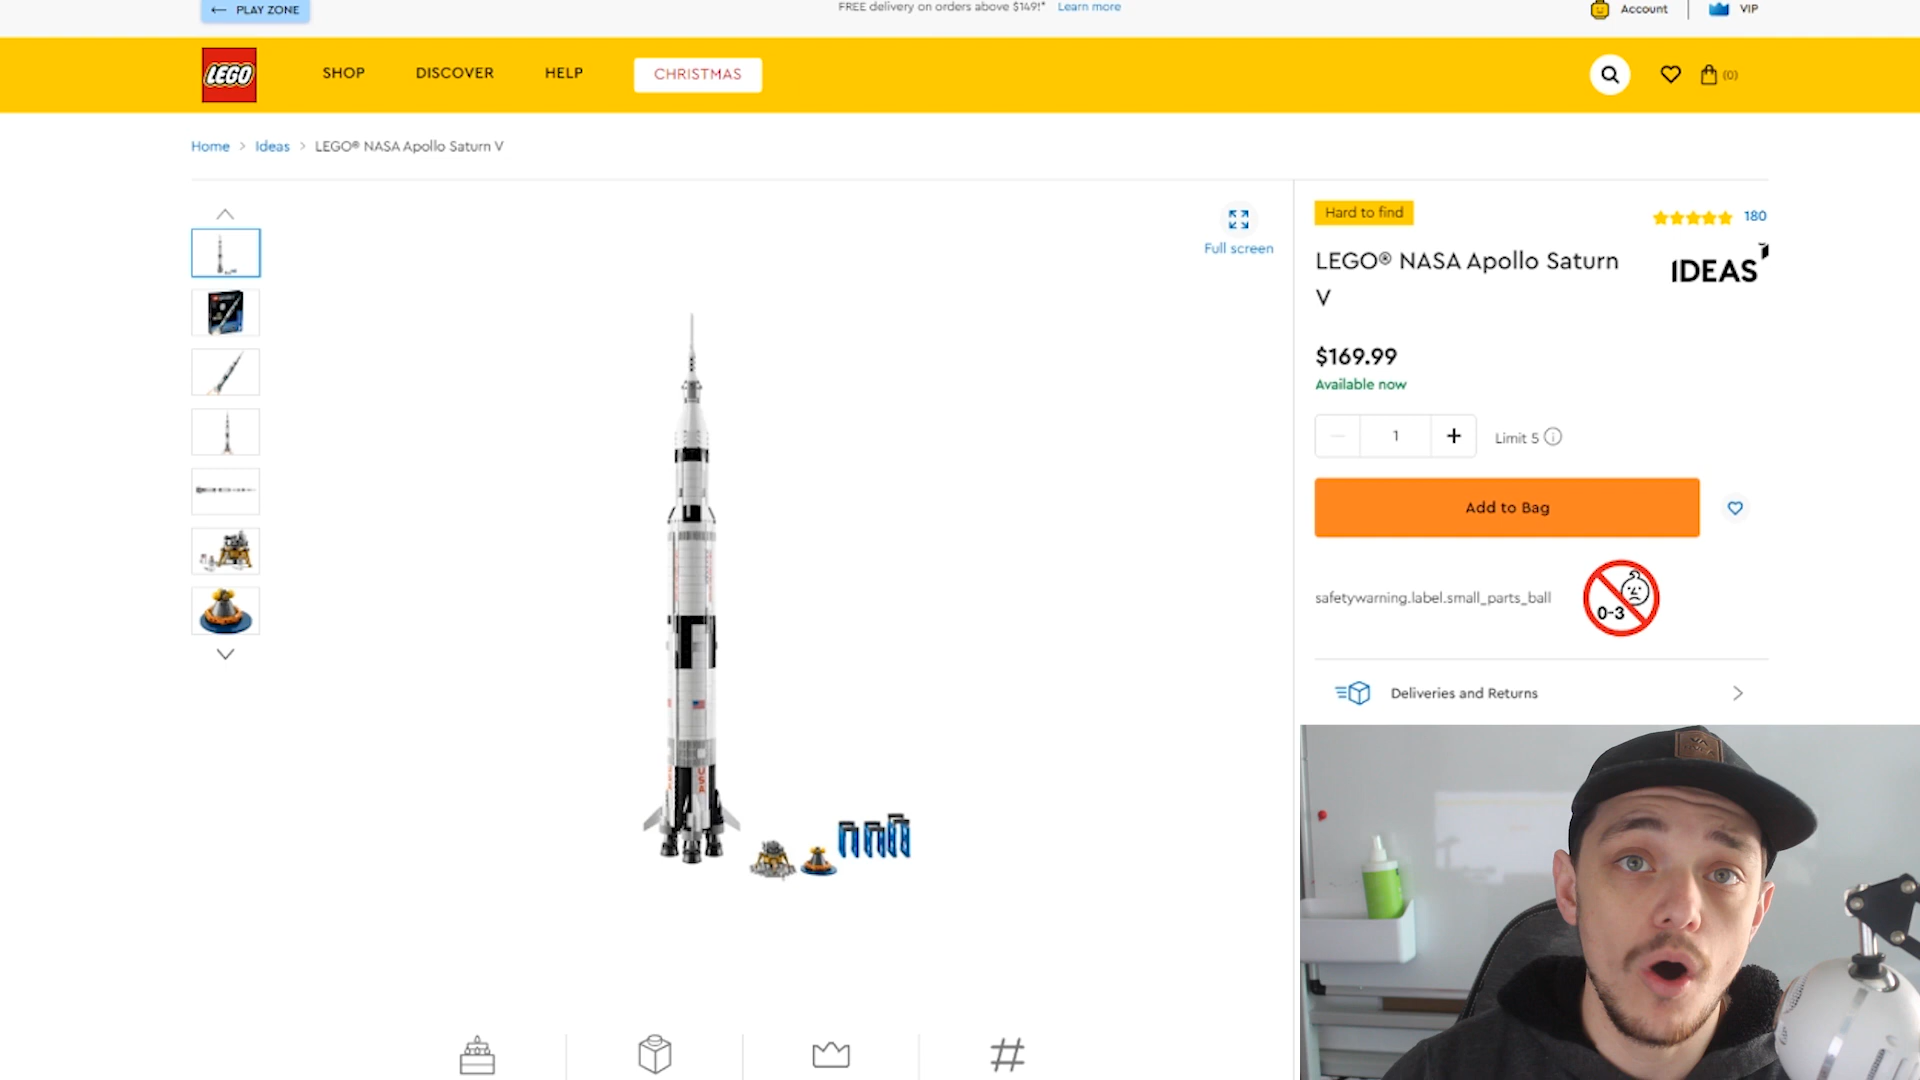 PLAY ZONE
FREE delivery on orders above $149!* Learn more
Account
VIP
LEGO
SHOP
DISCOVER
HELP
CHRISTMAS
(0)
Home > Ideas > LEGO® NASA Apollo Saturn V
Full screen
Hard to find
180
LEGO® NASA Apollo Saturn
V
IDEAS
$169.99
Available now
1
Limit 5
Add to Bag
safetywarning.label.small_parts_ball
0-3
Deliveries and Returns
USA
#